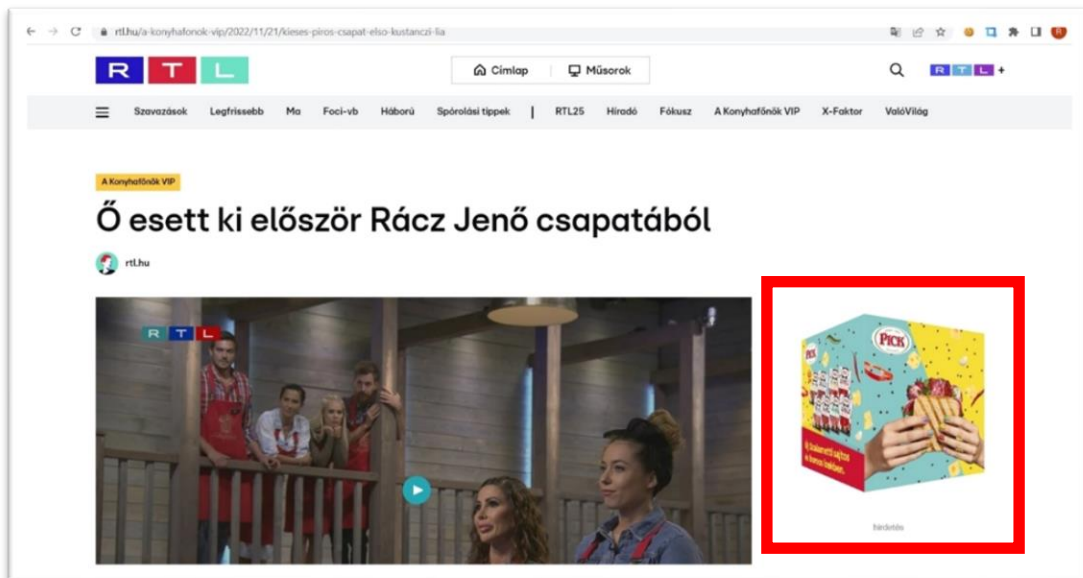 rtl.hu/a-konyhafonok-vip/2022/11/21/kieses-piros-csapat-elso-kustanczi-lia
RTL
Címlap
Műsorok
RTL+
Szavazások Legfrissebb Ma Foci-vb Háború Spórolási tippek | RTL25 Híradó Fókusz A Konyhafőnök VIP X-Faktor ValóVilág
A Konyhafőnök VIP
Ő esett ki először Rácz Jenő csapatából
rtl.hu
RTL
PICK
PICK
hirdetés